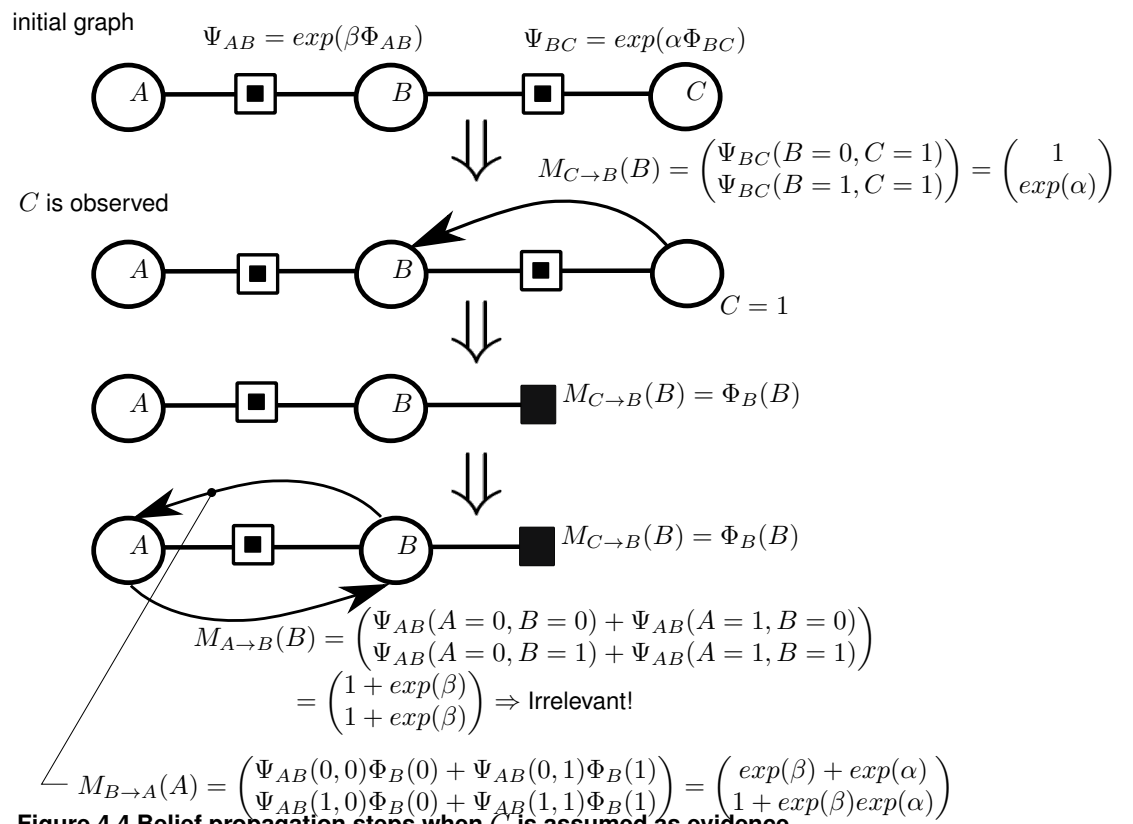 initial graph
Ψ_{AB} = exp(βΦ_{AB})
Ψ_{BC} = exp(αΦ_{BC})
A B C
M_{C→B}(B) = (Ψ_{BC}(B = 0, C = 1) Ψ_{BC}(B = 1, C = 1)) = (1 exp(α))
C is observed
A B
C = 1
A B M_{C→B}(B) = Φ_B(B)
A B M_{C→B}(B) = Φ_B(B)
M_{A→B}(B) = (Ψ_{AB}(A = 0, B = 0) + Ψ_{AB}(A = 1, B = 0) Ψ_{AB}(A = 0, B = 1) + Ψ_{AB}(A = 1, B = 1))
= (1 + exp(β) 1 + exp(β)) ⇒ Irrelevant!
M_{B→A}(A) = (Ψ_{AB}(0, 0)Φ_B(0) + Ψ_{AB}(0, 1)Φ_B(1) Ψ_{AB}(1, 0)Φ_B(0) + Ψ_{AB}(1, 1)Φ_B(1)) = (exp(β) + exp(α) 1 + exp(β)exp(α))
Figure 4.4 Belief propagation steps when C is assumed as evidence